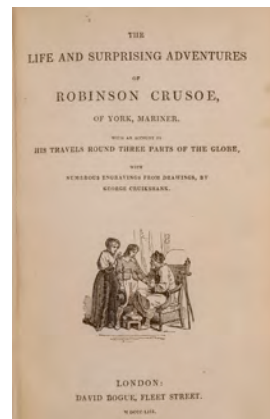 THE
LIFE AND SURPRISING ADVENTURES
OF
ROBINSON CRUSOE,
OF YORK, MARINER.
WITH AN ACCOUNT OF
HIS TRAVELS ROUND THREE PARTS OF THE GLOBE,
WITH
NUMEROUS ENGRAVINGS FROM DRAWINGS, BY
GEORGE CRUIKSHANK.
LONDON:
DAVID BOGUE, FLEET STREET.